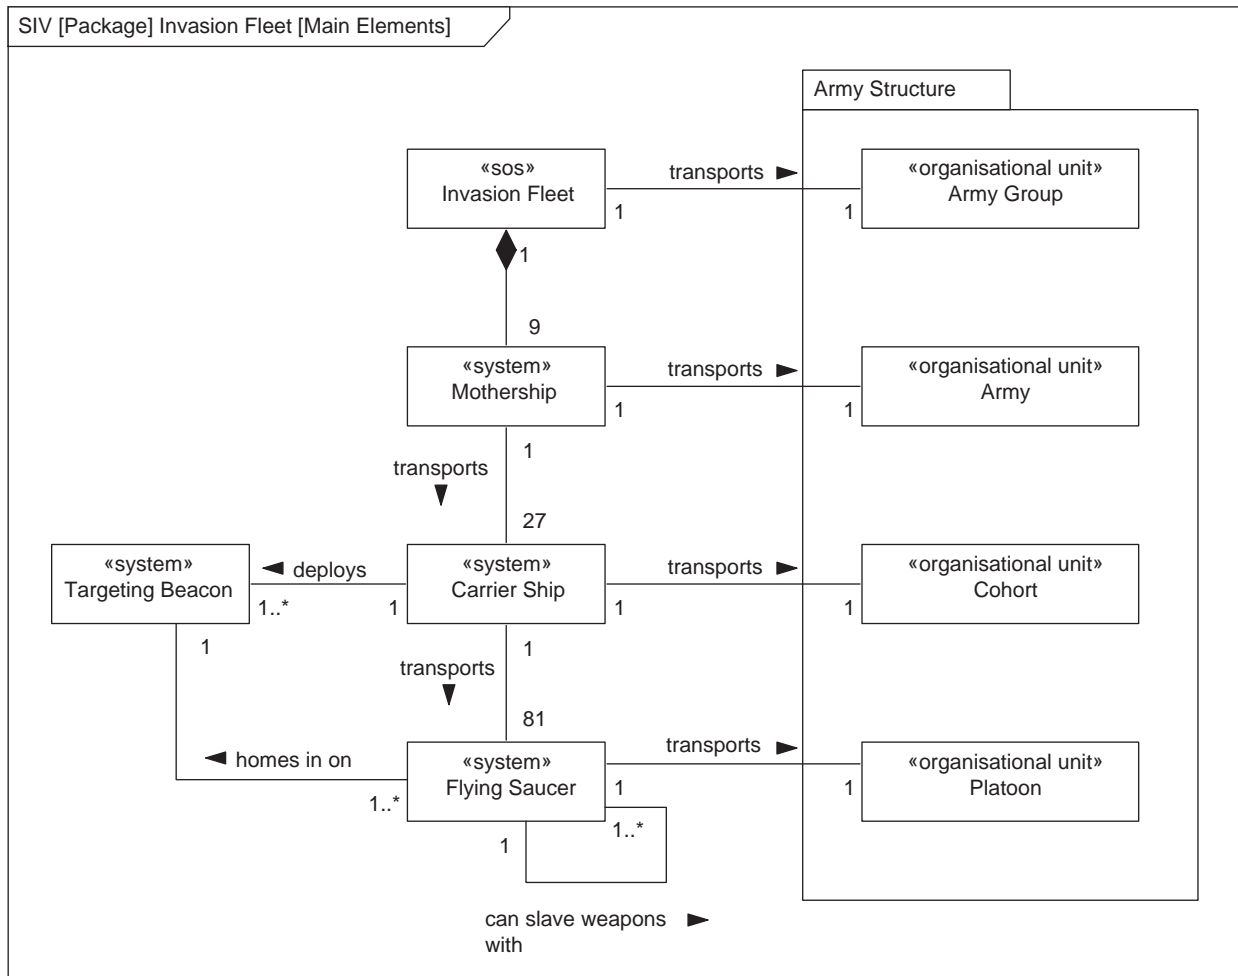 SIV [Package] Invasion Fleet [Main Elements]
Army Structure
«sos»
Invasion Fleet
transports
1
1
«organisational unit»
Army Group
1
9
«system»
Mothership
transports
1
1
«organisational unit»
Army
1
transports
27
«system»
Targeting Beacon
deploys
1..*
1
«system»
Carrier Ship
transports
1
1
«organisational unit»
Cohort
1
1
transports
81
homes in on
1..*
«system»
Flying Saucer
transports
1
1
«organisational unit»
Platoon
1..*
1
can slave weapons
with